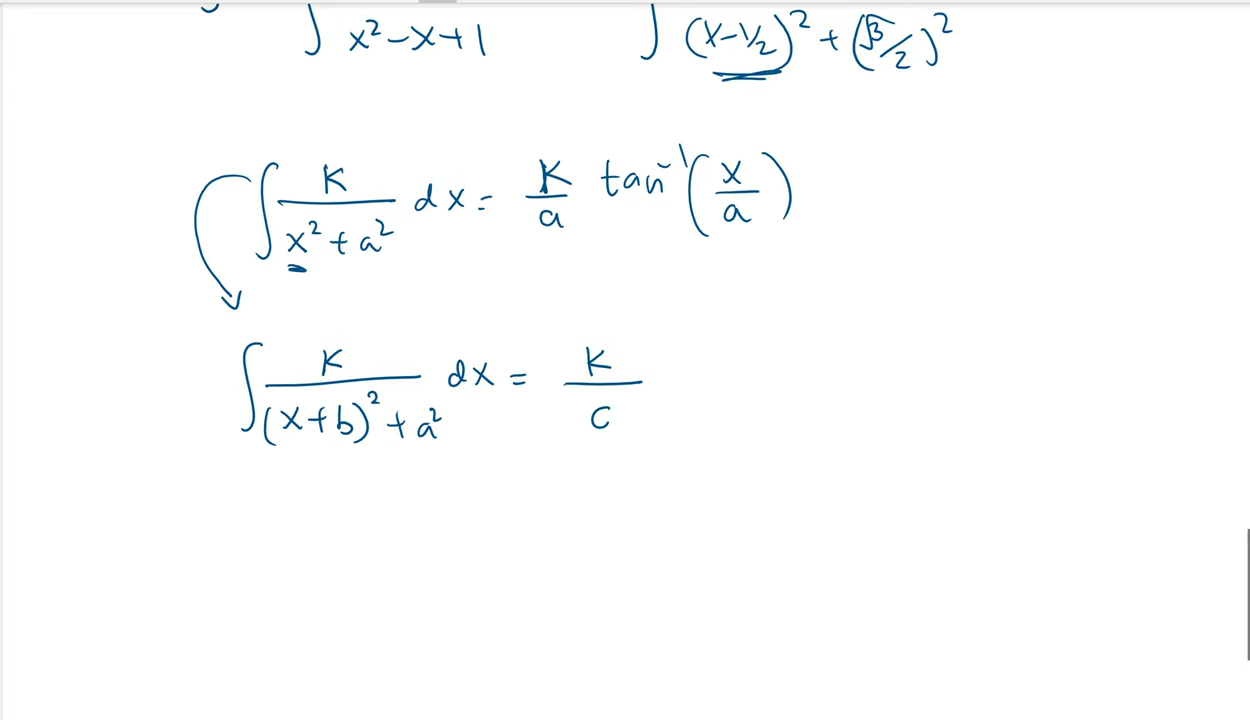 ∫ x² - x + 1 ∫ (x - 1/2)² + (√3/2)²
∫ K/(x² + a²) dx = K/a tan⁻¹(x/a)
∫ K/((x + b)² + a²) dx = K/C